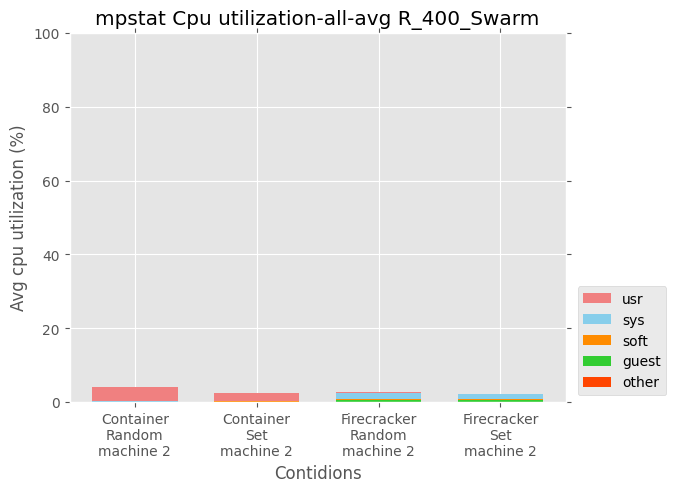 mpstat Cpu utilization-all-avg R_400_Swarm
Avg cpu utilization (%)
100
80
60
40
20
0
usr
sys
soft
guest
other
Container
Random
machine 2
Container
Set
machine 2
Firecracker
Random
machine 2
Firecracker
Set
machine 2
Contidions